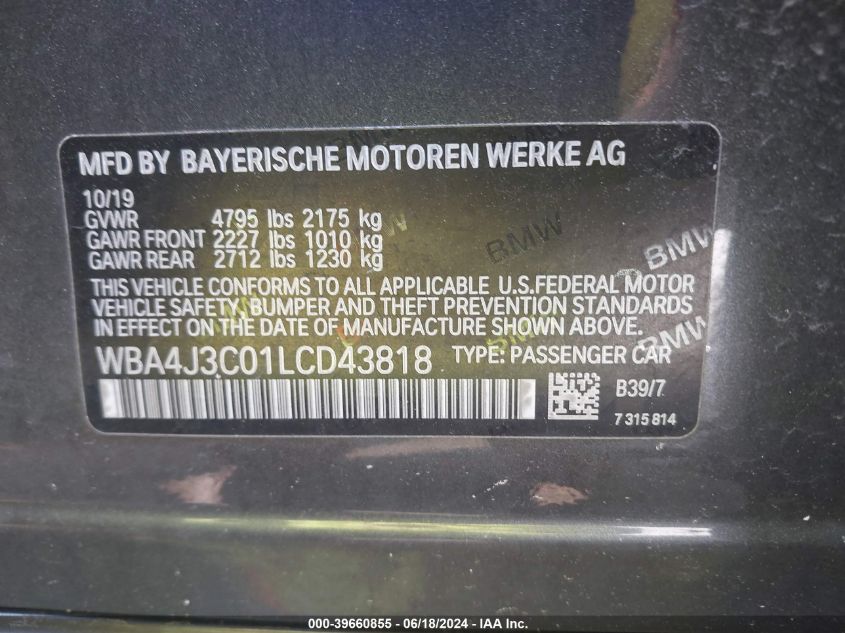 MFD BY BAYERISCHE MOTOREN WERKE AG
10/19
GVWR 4795 lbs 2175 kg
GAWR FRONT 2227 lbs 1010 kg
GAWR REAR 2712 lbs 1230 kg
THIS VEHICLE CONFORMS TO ALL APPLICABLE U.S.FEDERAL MOTOR
VEHICLE SAFETY, BUMPER AND THEFT PREVENTION STANDARDS
IN EFFECT ON THE DATE OF MANUFACTURE SHOWN ABOVE.
WBA4J3C01LCD43818 TYPE: PASSENGER CAR
B39/7
7 315 814
BMW
BMW
BMW
000-39660855 - 06/18/2024 - IAA Inc.